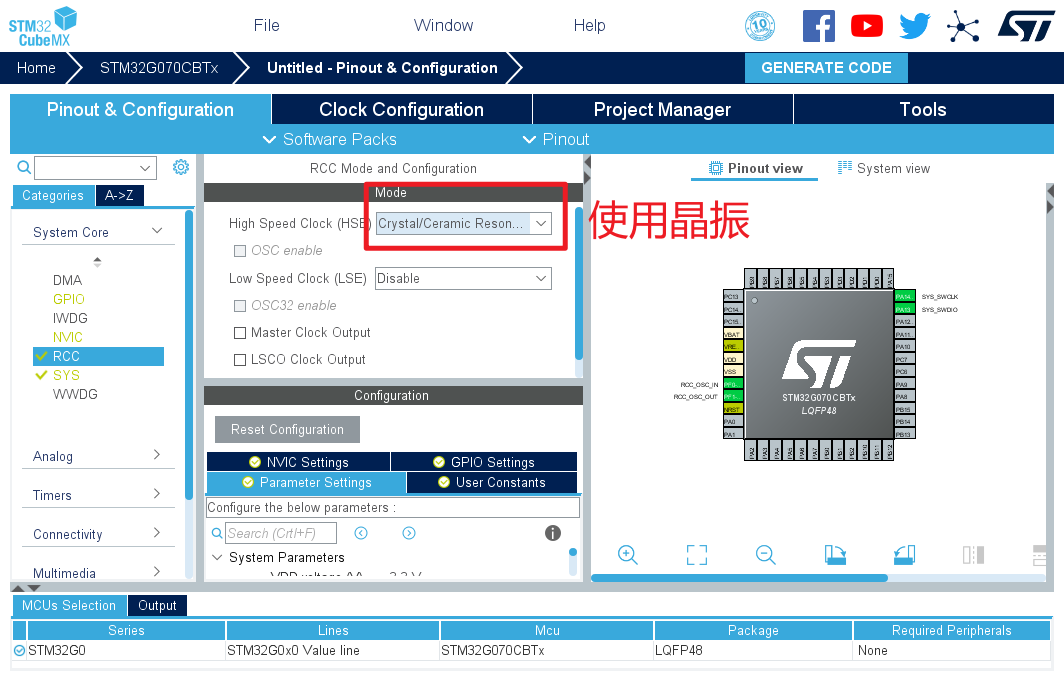 STM32
CubeMX
File Window Help
Home STM32G070CBTx Untitled - Pinout & Configuration GENERATE CODE
Pinout & Configuration Clock Configuration Project Manager Tools
Software Packs Pinout
Categories A->Z
System Core
DMA
GPIO
IWDG
NVIC
RCC
SYS
WWDG
Analog
Timers
Connectivity
Multimedia
RCC Mode and Configuration
Mode
High Speed Clock (HSE) Crystal/Ceramic Reson...
OSC enable
Low Speed Clock (LSE) Disable
OSC32 enable
Master Clock Output
LSCO Clock Output
使用晶振
Configuration
Reset Configuration
NVIC Settings GPIO Settings
Parameter Settings User Constants
Configure the below parameters :
Search (Crtl+F)
System Parameters
Pinout view System view
PC13
PC14..
PC15..
VBAT
VRE..
VDD
VSS
RCC_OSC_IN PF0-..
RCC_OSC_OUT PF1-..
NRST
PA0
PA1
PA14.. SYS_SWCLK
PA13 SYS_SWDIO
PA12..
PA11..
PA10
PC7
PC6
PA9
PA8
PB15
PB14
PB13
STM32G070CBTx
LQFP48
MCUs Selection Output
Series Lines Mcu Package Required Peripherals
STM32G0 STM32G0x0 Value line STM32G070CBTx LQFP48 None